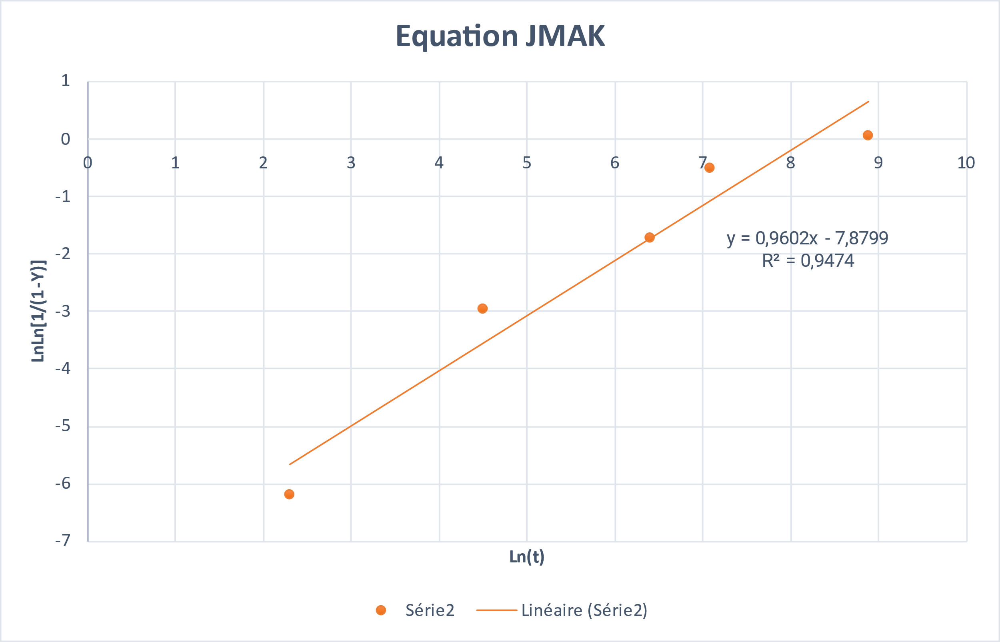 Equation JMAK
1
0
0 1 2 3 4 5 6 7 8 9 10
-1
-2
-3
-4
-5
-6
-7
y = 0,9602x - 7,8799
R² = 0,9474
LnLn[1/(1-Y)]
Ln(t)
Série2
Linéaire (Série2)